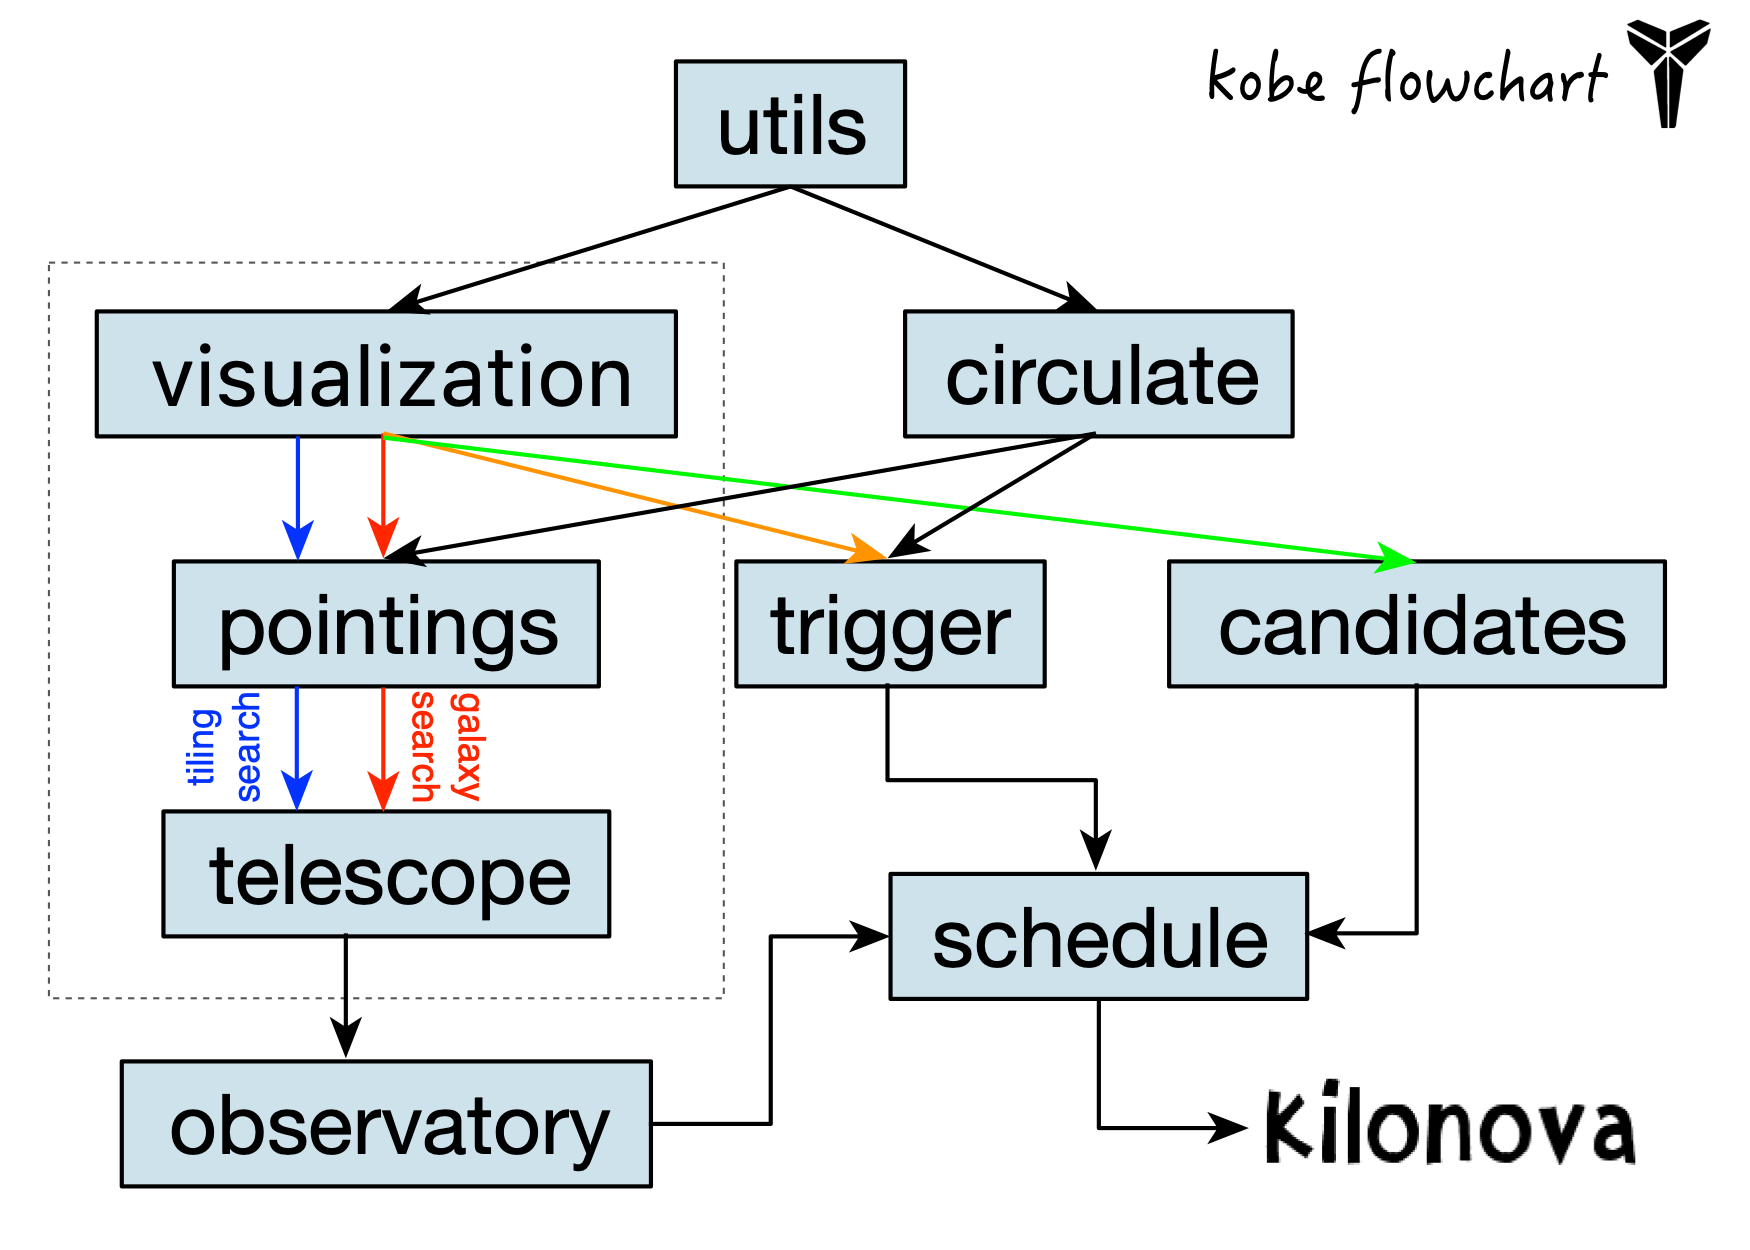 kobe flowchart
utils
visualization
circulate
pointings
trigger
candidates
tiling
search
galaxy
search
telescope
schedule
observatory
Kilonova